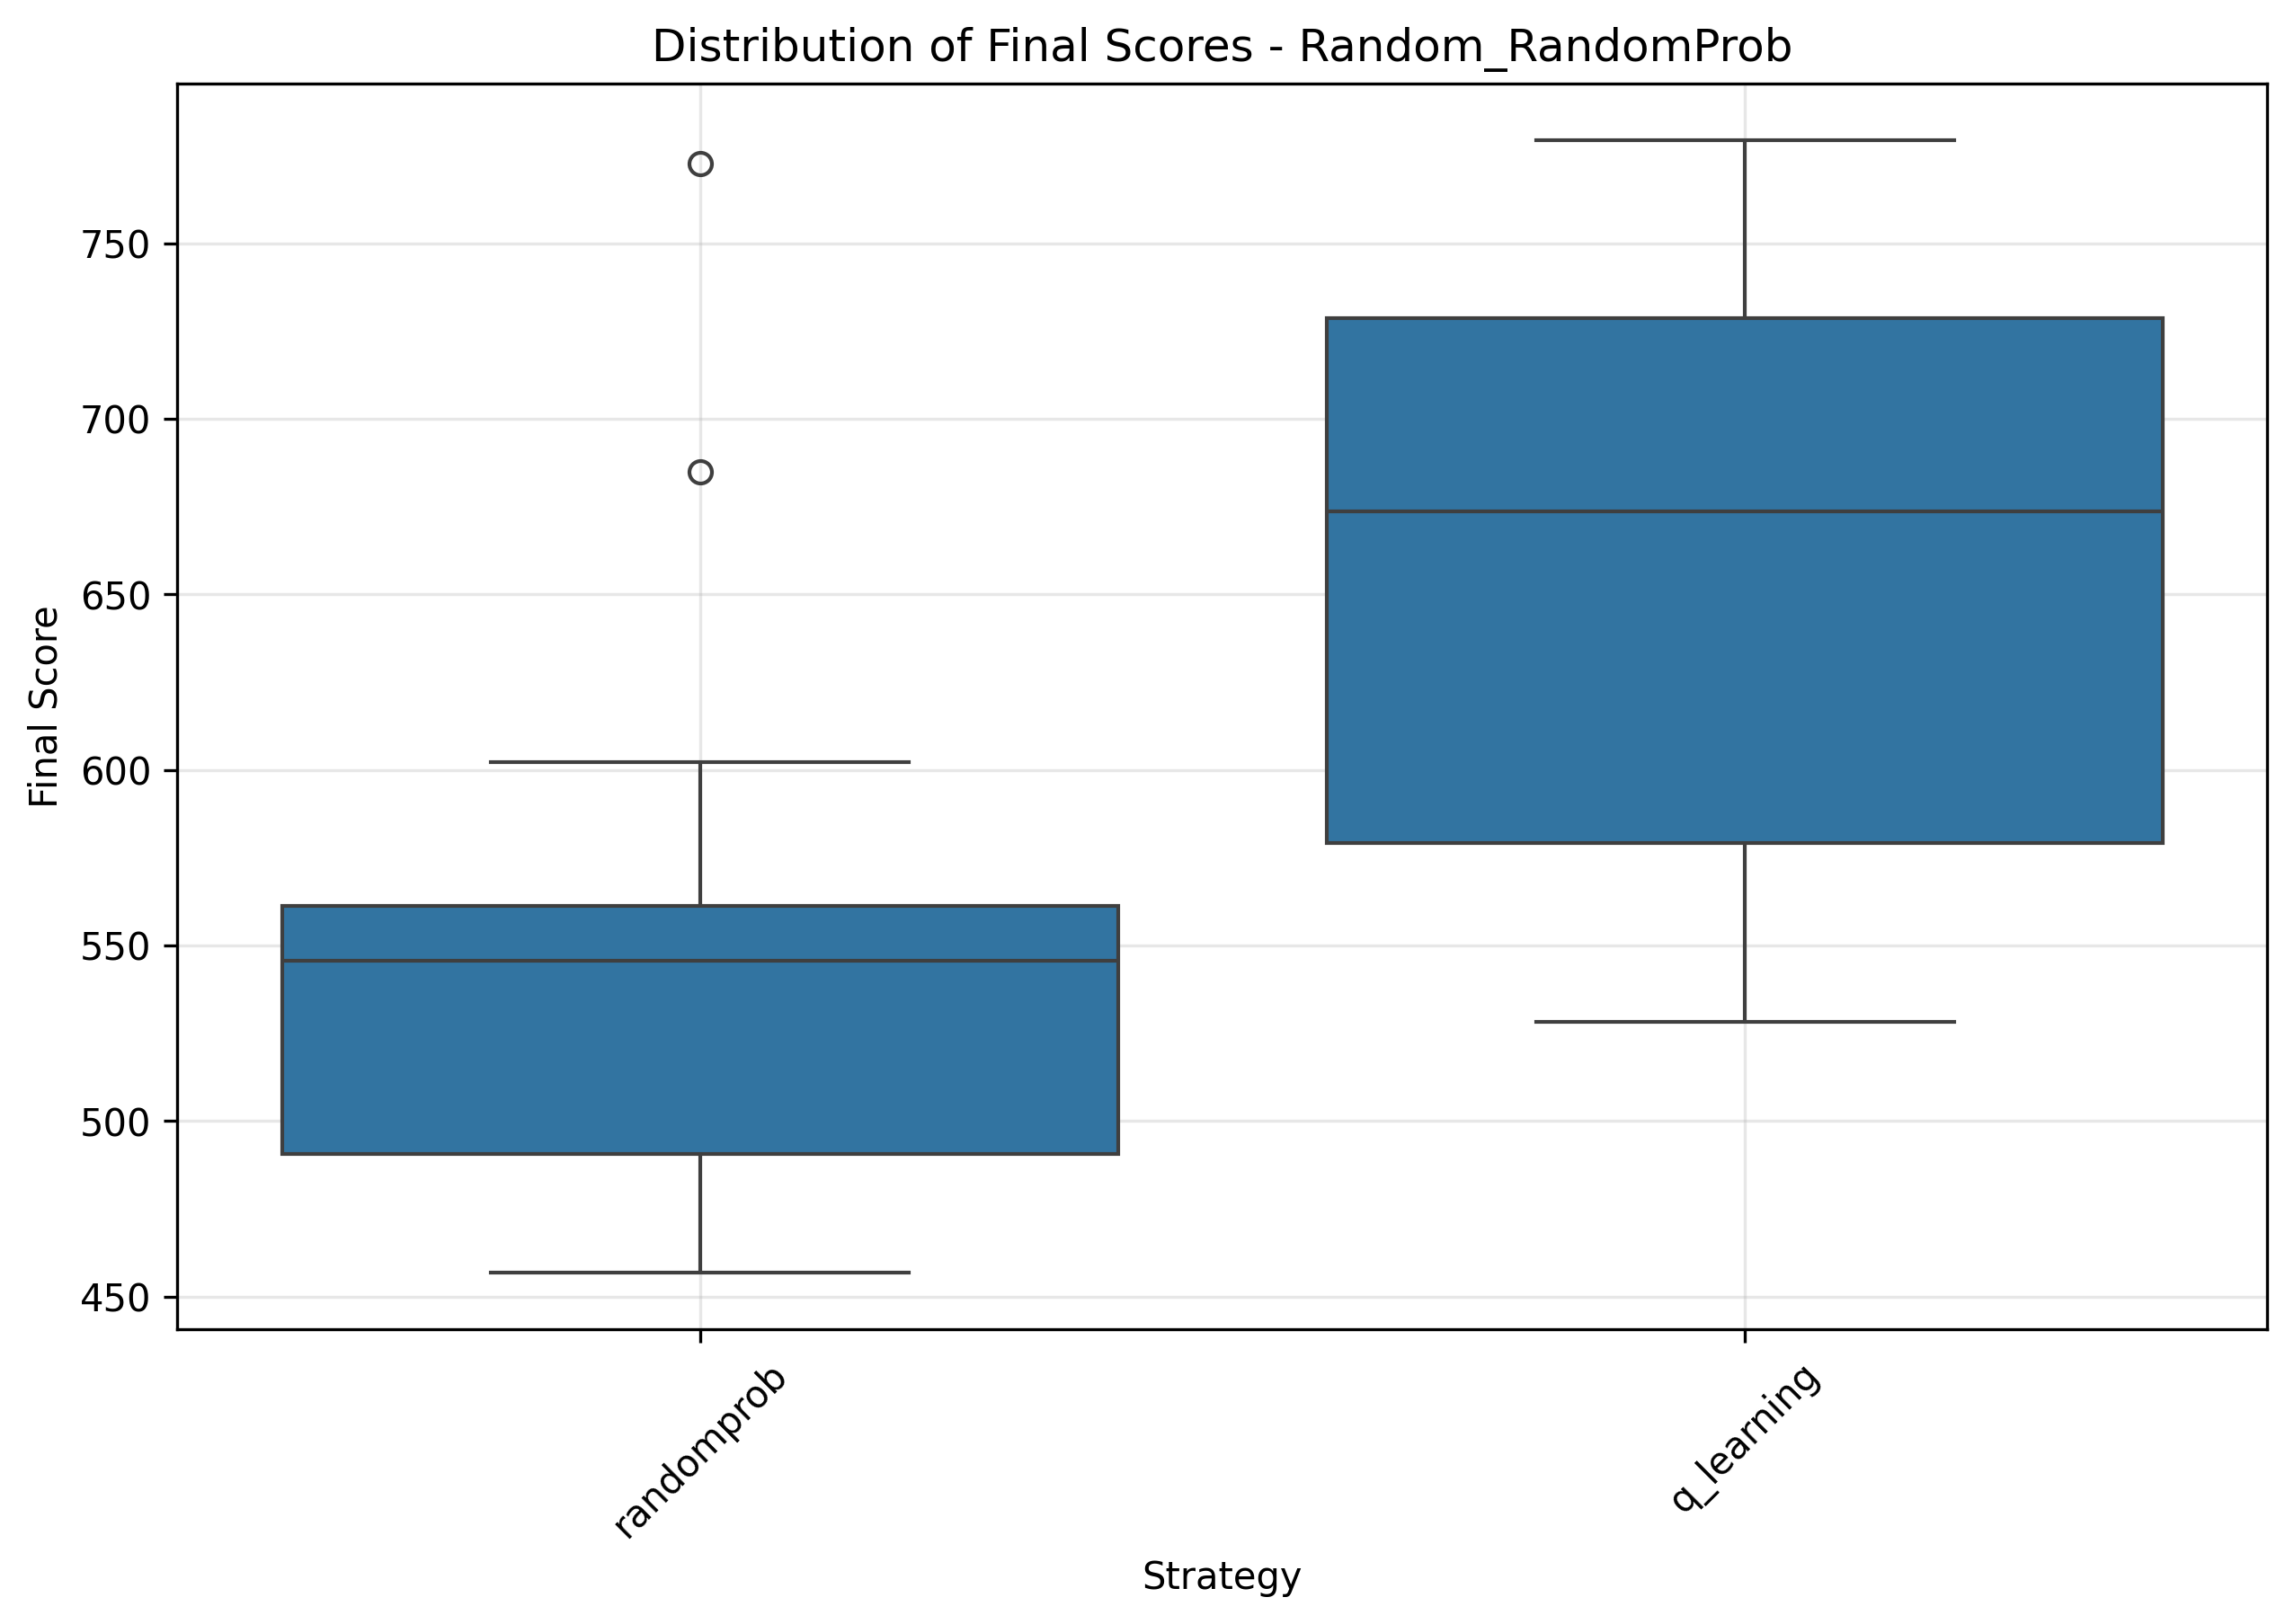 Distribution of Final Scores - Random_RandomProb
Final Score
750
700
650
600
550
500
450
randomprob
q_learning
Strategy